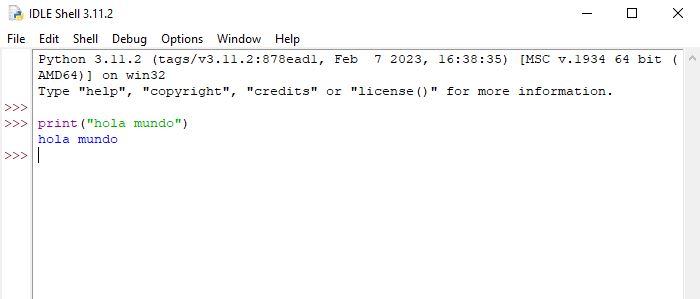 IDLE Shell 3.11.2
File Edit Shell Debug Options Window Help
Python 3.11.2 (tags/v3.11.2:878ead1, Feb  7 2023, 16:38:35) [MSC v.1934 64 bit (
AMD64)] on win32
Type "help", "copyright", "credits" or "license()" for more information.
>>>
>>> print("hola mundo")
hola mundo
>>>